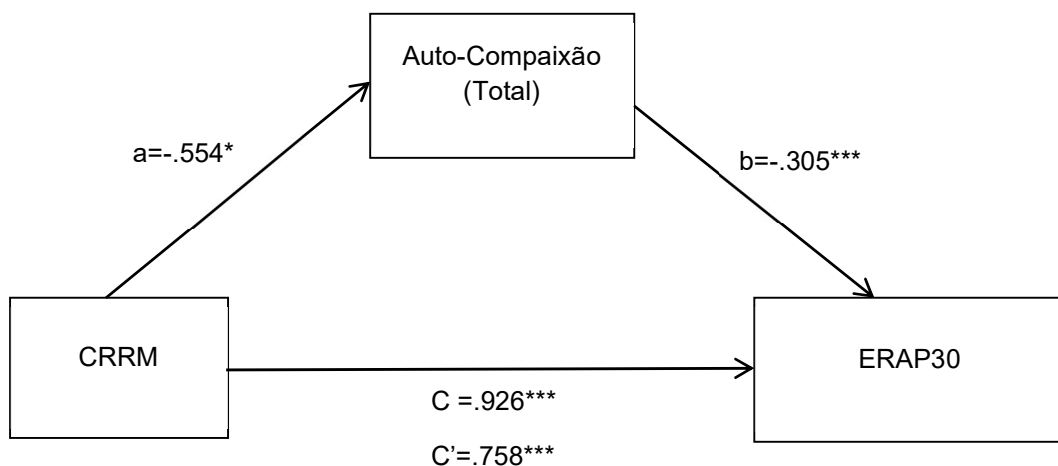 Auto-Compaixão
(Total)
a=-.554*
b=-.305***
CRRM
ERAP30
C =.926***
C’=.758***